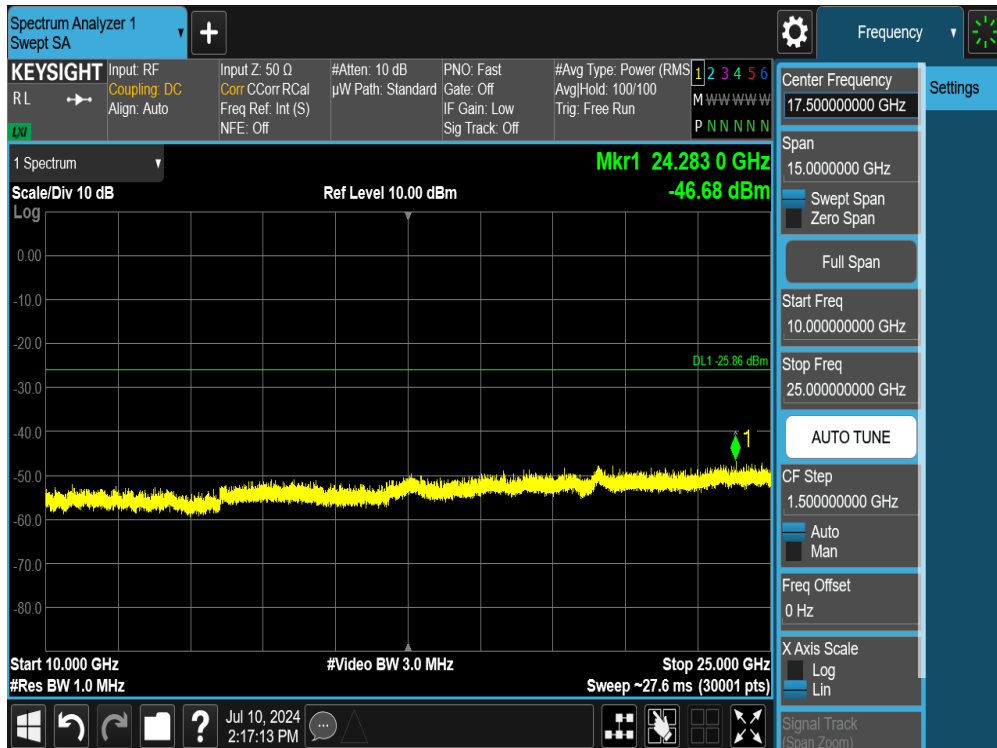 Spectrum Analyzer 1
Swept SA
+
Frequency
KEYSIGHT
R L
LXI
Input: RF
Coupling: DC
Align: Auto
Input Z: 50 Ω
Corr CCorr RCal
Freq Ref: Int (S)
NFE: Off
#Atten: 10 dB
µW Path: Standard
PNO: Fast
Gate: Off
IF Gain: Low
Sig Track: Off
#Avg Type: Power (RMS
Avg|Hold: 100/100
Trig: Free Run
1 2 3 4 5 6
M W W W W W
P N N N N N
1 Spectrum
Mkr1 24.283 0 GHz
-46.68 dBm
Scale/Div 10 dB
Ref Level 10.00 dBm
Log
0.00
-10.0
-20.0
-30.0
-40.0
-50.0
-60.0
-70.0
-80.0
DL1 -25.86 dBm
1
Start 10.000 GHz
#Video BW 3.0 MHz
Stop 25.000 GHz
#Res BW 1.0 MHz
Sweep ~27.6 ms (30001 pts)
Center Frequency
17.500000000 GHz
Settings
Span
15.0000000 GHz
Swept Span
Zero Span
Full Span
Start Freq
10.000000000 GHz
Stop Freq
25.000000000 GHz
AUTO TUNE
CF Step
1.500000000 GHz
Auto
Man
Freq Offset
0 Hz
X Axis Scale
Log
Lin
Signal Track
(Span Zoom)
?
Jul 10, 2024
2:17:13 PM